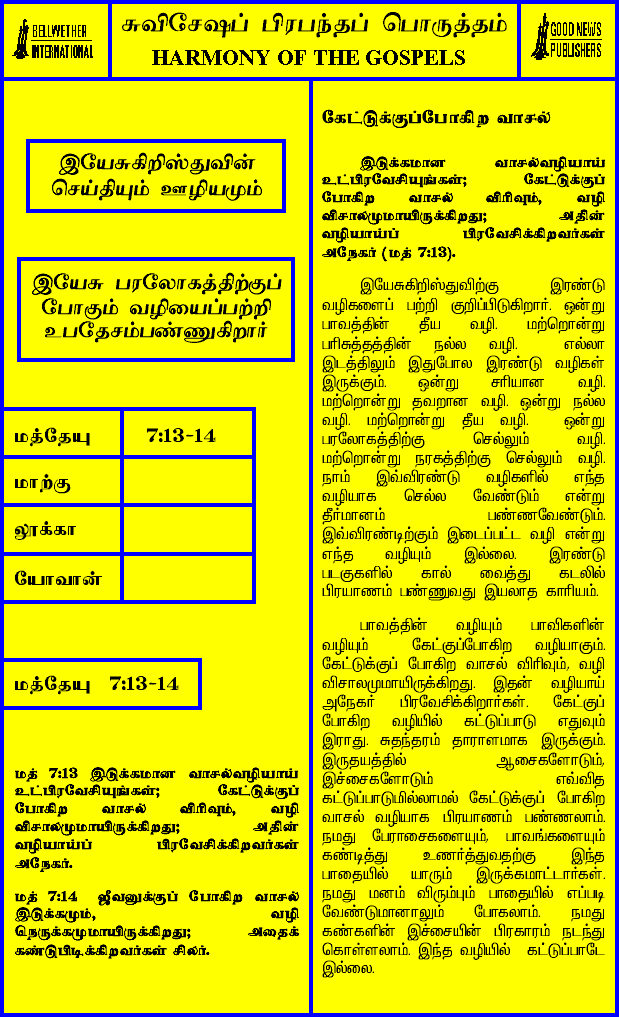 BELLWETHER
INTERNATIONAL
சுவிசேஷப் பிரபந்தப் பொருத்தம்
HARMONY OF THE GOSPELS
GOOD NEWS
PUBLISHERS
இயேசுகிறிஸ்துவின்
செய்தியும் ஊழியமும்
இயேசு பரலோகத்திற்குப்
போகும் வழியைப்பற்றி
உபதேசம்பண்ணுகிறார்
மத்தேயு 7:13-14
மாற்கு
லூக்கா
யோவான்
மத்தேயு 7:13-14
மத் 7:13 இடுக்கமான வாசல்வழியாய்
உட்பிரவேசியுங்கள்; கேட்டுக்குப்
போகிற வாசல் விரிவும், வழி
விசாலமுமாயிருக்கிறது; அதின்
வழியாய்ப் பிரவேசிக்கிறவர்கள்
அநேகர்.
மத் 7:14 ஜீவனுக்குப் போகிற வாசல்
இடுக்கமும், வழி
நெருக்கமுமாயிருக்கிறது; அதைக்
கண்டுபிடிக்கிறவர்கள் சிலர்.
கேட்டுக்குப்போகிற வாசல்
இடுக்கமான வாசல்வழியாய்
உட்பிரவேசியுங்கள்; கேட்டுக்குப்
போகிற வாசல் விரிவும், வழி
விசாலமுமாயிருக்கிறது; அதின்
வழியாய்ப் பிரவேசிக்கிறவர்கள்
அநேகர் (மத் 7:13).
இயேசுகிறிஸ்துவிற்கு இரண்டு
வழிகளைப் பற்றி குறிப்பிடுகிறார். ஒன்று
பாவத்தின் தீய வழி. மற்றொன்று
பரிசுத்தத்தின் நல்ல வழி. எல்லா
இடத்திலும் இதுபோல இரண்டு வழிகள்
இருக்கும். ஒன்று சரியான வழி.
மற்றொன்று தவறான வழி. ஒன்று நல்ல
வழி. மற்றொன்று தீய வழி. ஒன்று
பரலோகத்திற்கு செல்லும் வழி.
மற்றொன்று நரகத்திற்கு செல்லும் வழி.
நாம் இவ்விரண்டு வழிகளில் எந்த
வழியாக செல்ல வேண்டும் என்று
தீர்மானம் பண்ணவேண்டும்.
இவ்விரண்டிற்கும் இடைப்பட்ட வழி என்று
எந்த வழியும் இல்லை. இரண்டு
படகுகளில் கால் வைத்து கடலில்
பிரயாணம் பண்ணுவது இயலாத காரியம்.
பாவத்தின் வழியும் பாவிகளின்
வழியும் கேட்குப்போகிற வழியாகும்.
கேட்டுக்குப் போகிற வாசல் விரிவும், வழி
விசாலமுமாயிருக்கிறது. இதன் வழியாய்
அநேகர் பிரவேசிக்கிறார்கள். கேட்குப்
போகிற வழியில் கட்டுப்பாடு எதுவும்
இராது. சுதந்தரம் தாராளமாக இருக்கும்.
இருதயத்தில் ஆசைகளோடும்,
இச்சைகளோடும் எவ்வித
கட்டுப்பாடுமில்லாமல் கேட்டுக்குப் போகிற
வாசல் வழியாக பிரயாணம் பண்ணலாம்.
நமது பேராசைகளையும், பாவங்களையும்
கண்டித்து உணர்த்துவதற்கு இந்த
பாதையில் யாரும் இருக்கமாட்டார்கள்.
நமது மனம் விரும்பும் பாதையில் எப்படி
வேண்டுமானாலும் போகலாம். நமது
கண்களின் இச்சையின் பிரகாரம் நடந்து
கொள்ளலாம். இந்த வழியில் கட்டுப்பாடே
இல்லை.